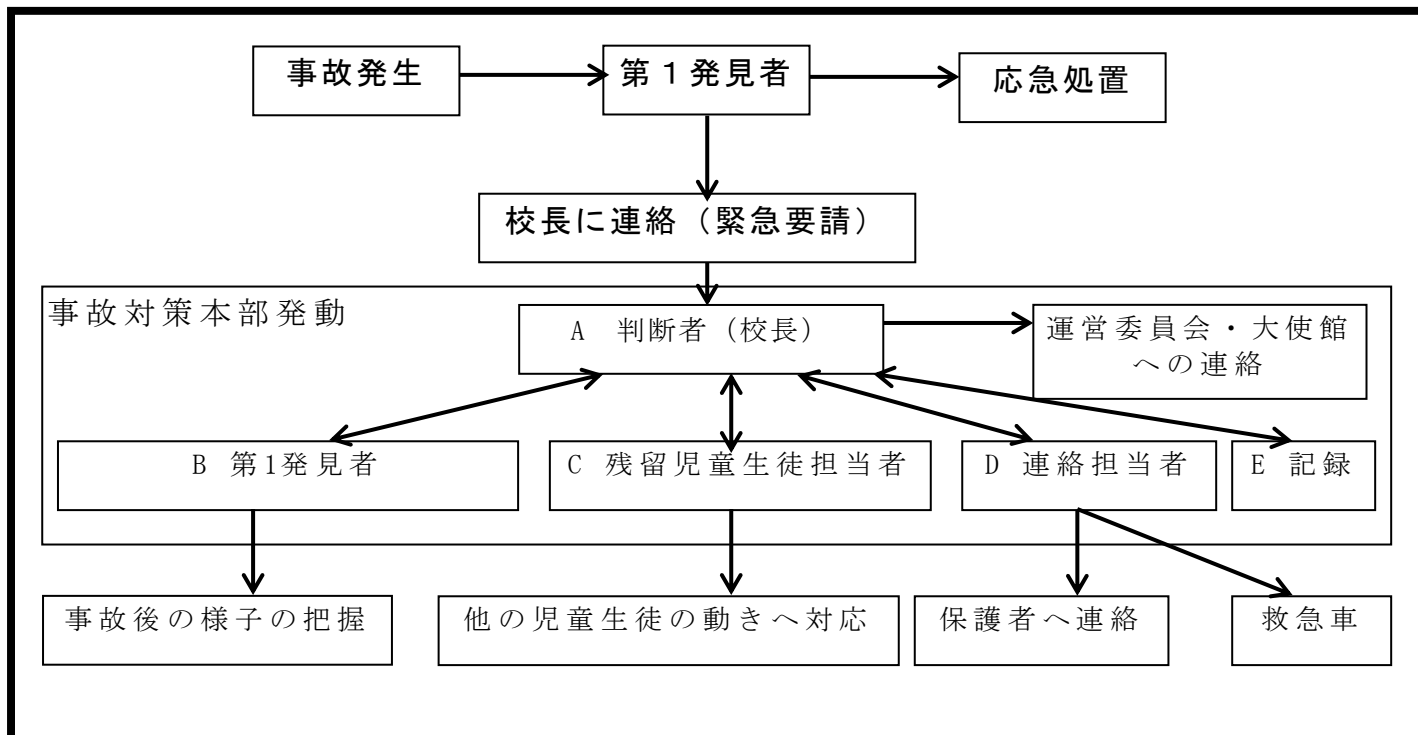 事故発生
第１発見者
応急処置
校長に連絡（緊急要請）
事故対策本部発動
A 判断者（校長）
運営委員会・大使館
への連絡
B 第1発見者
C 残留児童生徒担当者
D 連絡担当者
E 記録
事故後の様子の把握
他の児童生徒の動きへ対応
保護者へ連絡
救急車